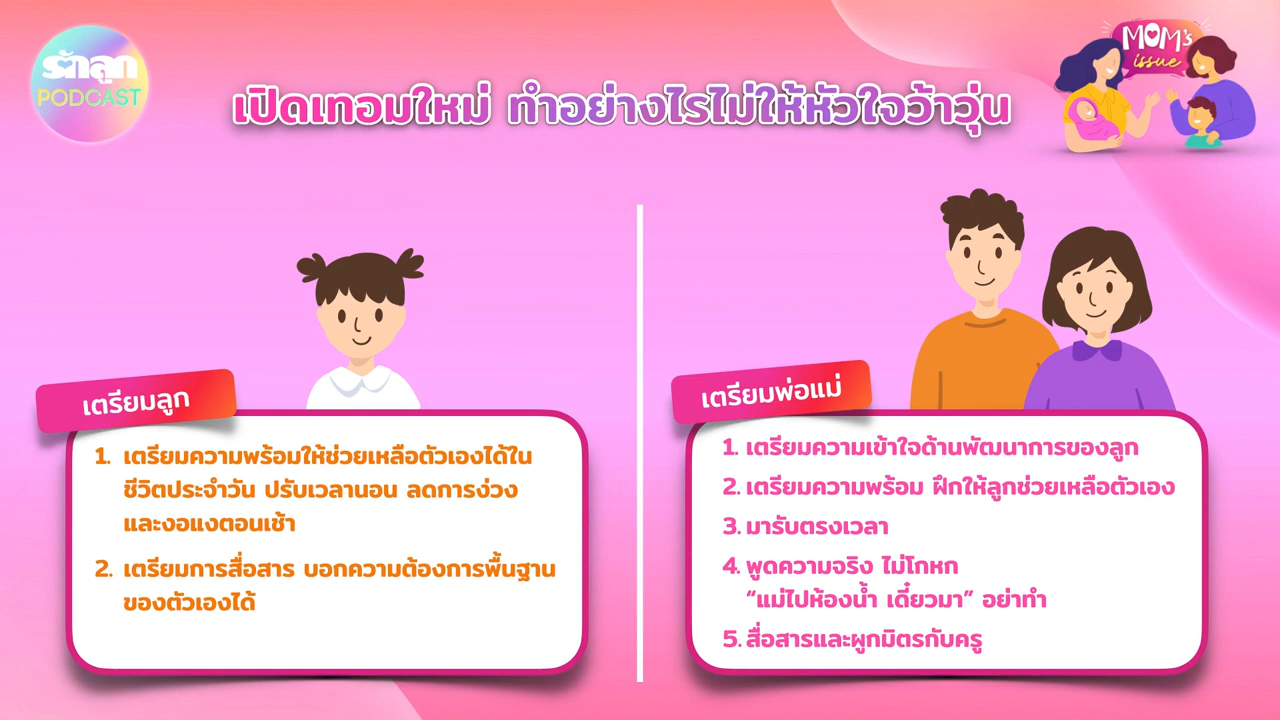 รักลูก
PODCAST
MOM's
issue
เปิดเทอมใหม่ ทำอย่างไรไม่ให้หัวใจว้าวุ่น
เตรียมลูก
1. เตรียมความพร้อมให้ช่วยเหลือตัวเองได้ใน
ชีวิตประจำวัน ปรับเวลานอน ลดการง่วง
และงอแงตอนเช้า
2. เตรียมการสื่อสาร บอกความต้องการพื้นฐาน
ของตัวเองได้
เตรียมพ่อแม่
1. เตรียมความเข้าใจด้านพัฒนาการของลูก
2. เตรียมความพร้อม ฝึกให้ลูกช่วยเหลือตัวเอง
3. มารับตรงเวลา
4. พูดความจริง ไม่โกหก
“แม่ไปห้องน้ำ เดี๋ยวมา” อย่าทำ
5. สื่อสารและผูกมิตรกับครู